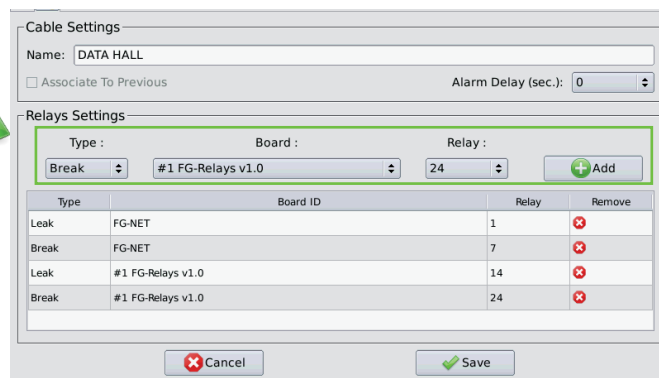 Cable Settings
Name: DATA HALL
Associate To Previous Alarm Delay (sec.): 0
Relays Settings
Type : Board : Relay :
Break #1 FG-Relays v1.0 24 Add
Type Board ID Relay Remove
Leak FG-NET 1
Break FG-NET 7
Leak #1 FG-Relays v1.0 14
Break #1 FG-Relays v1.0 24
Cancel Save